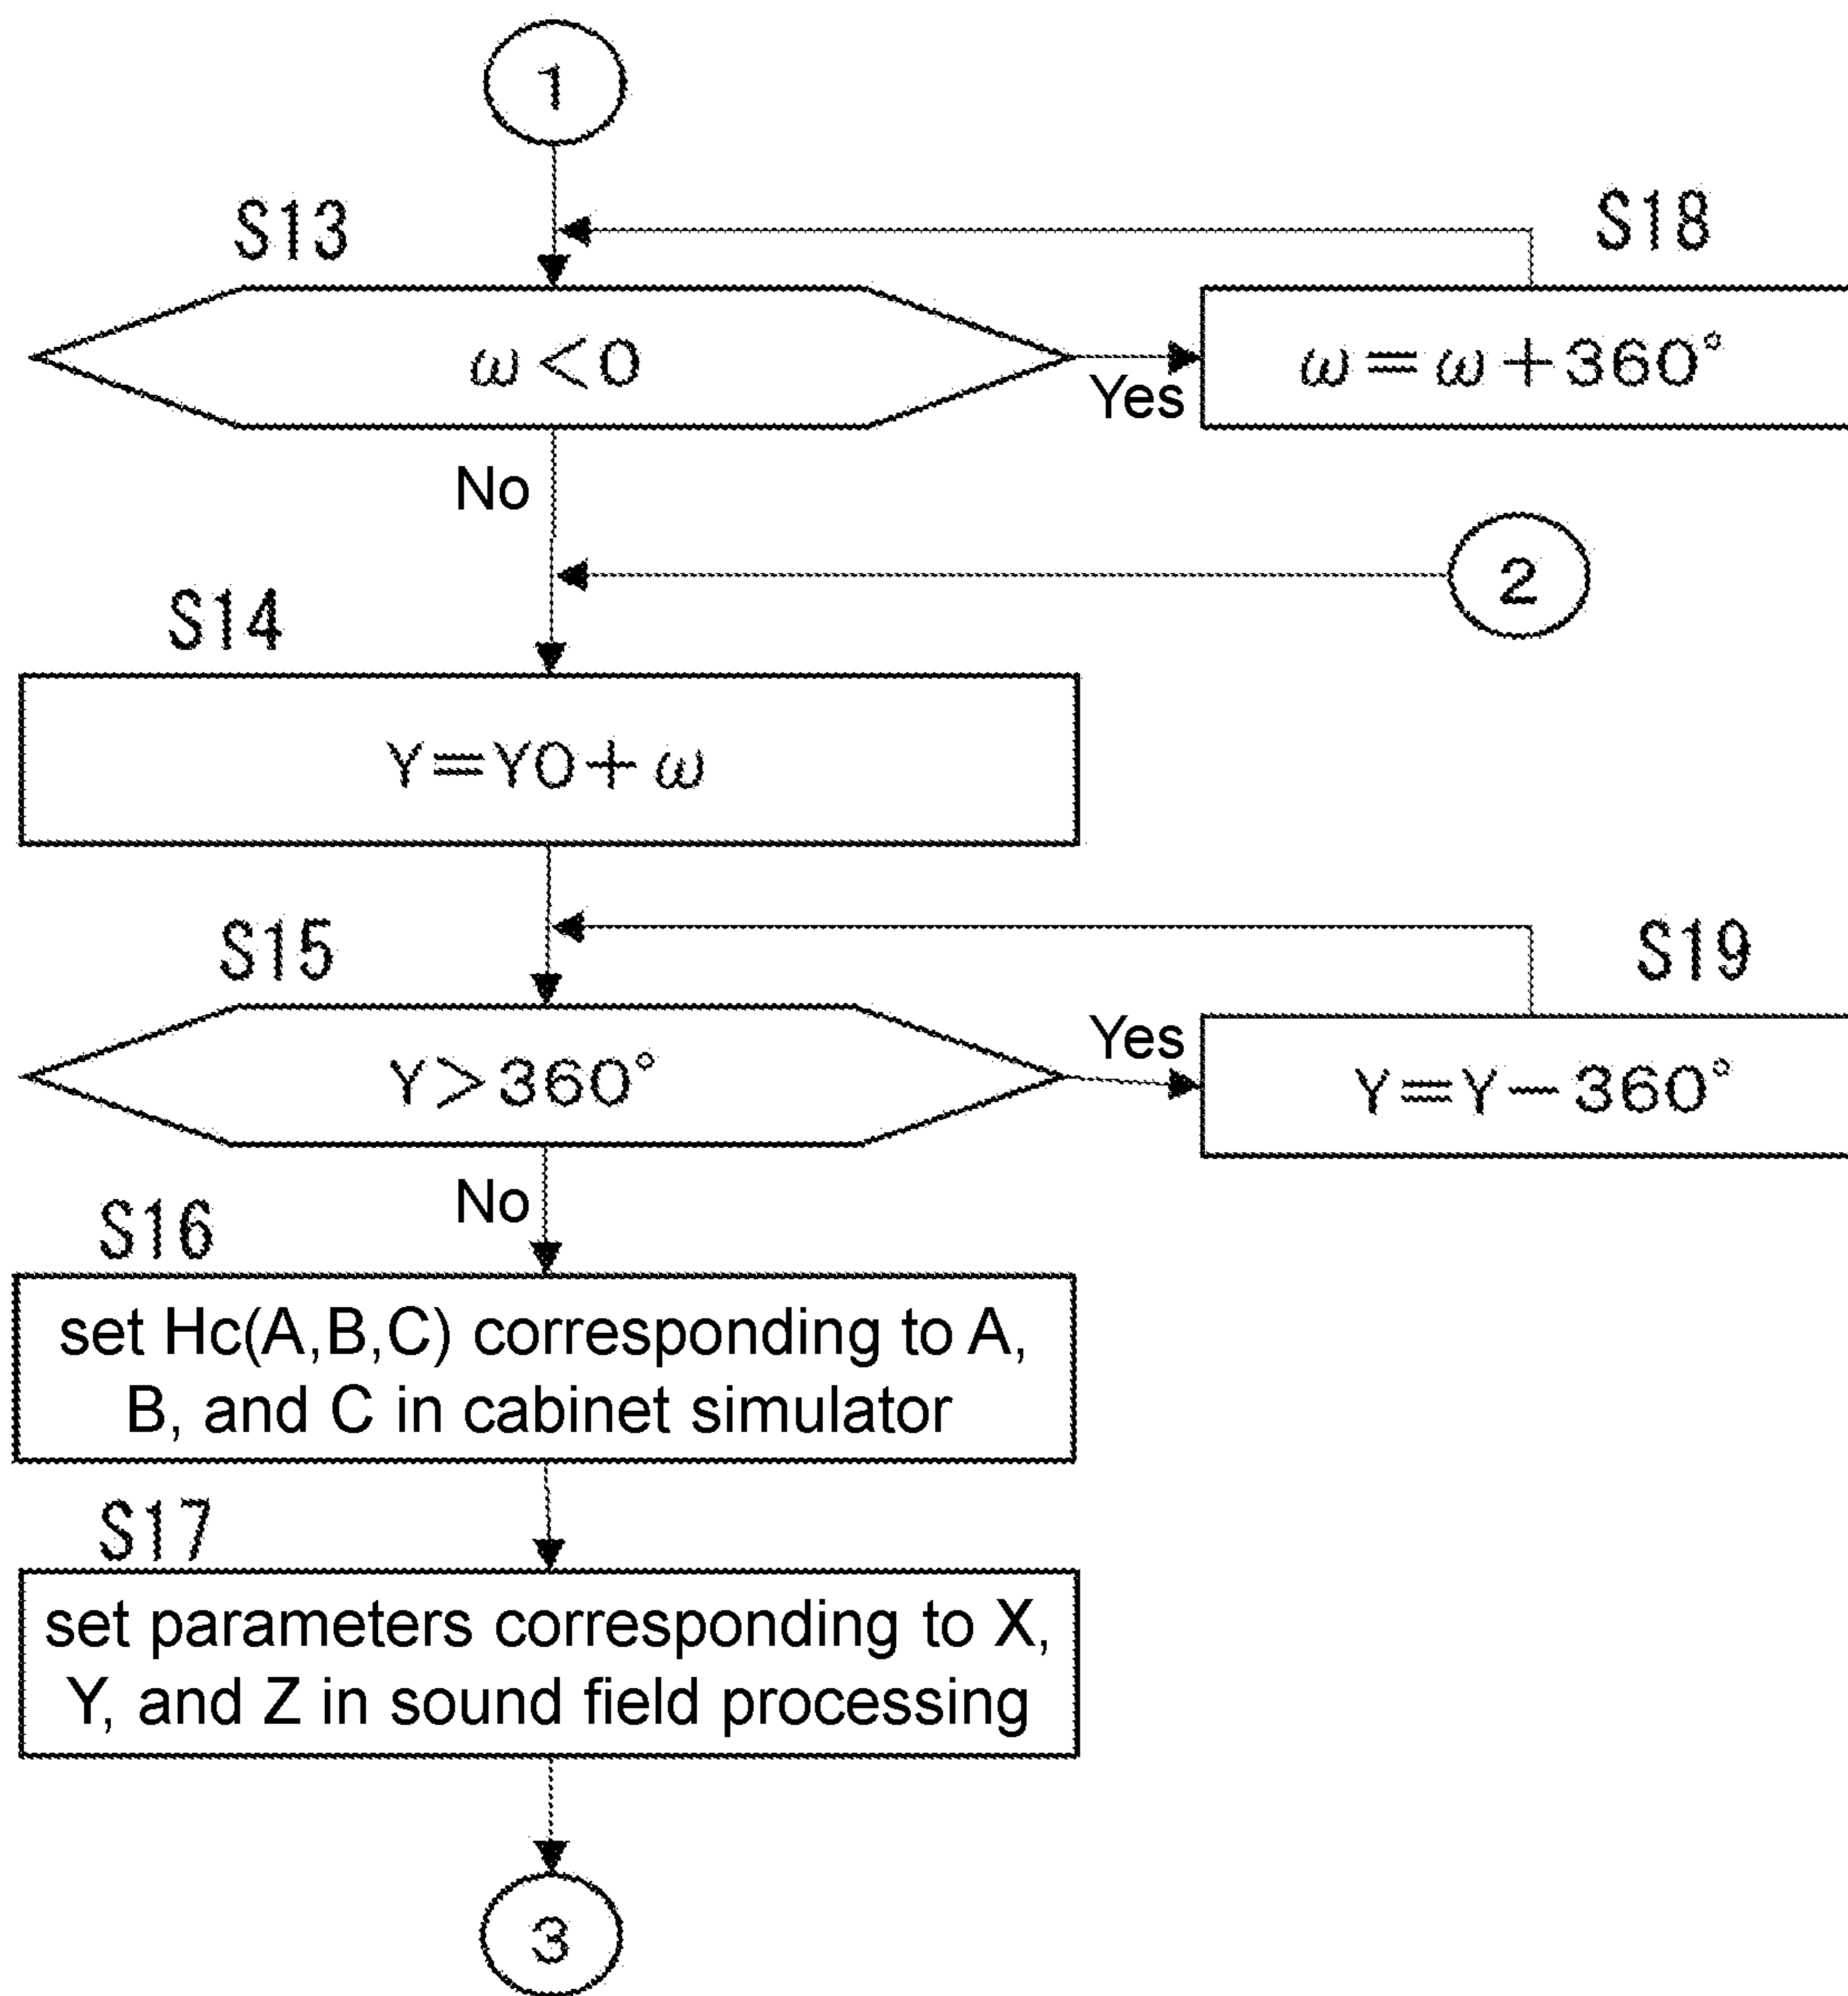 1
S13
S18
ω<0
ω=ω+360°
Yes
No
2
S14
Y=Y0+ω
S15
S19
Yes
Y>360°
Y=Y-360°
No
S16
set Hc(A,B,C) corresponding to A,
B, and C in cabinet simulator
S17
set parameters corresponding to X,
Y, and Z in sound field processing
3